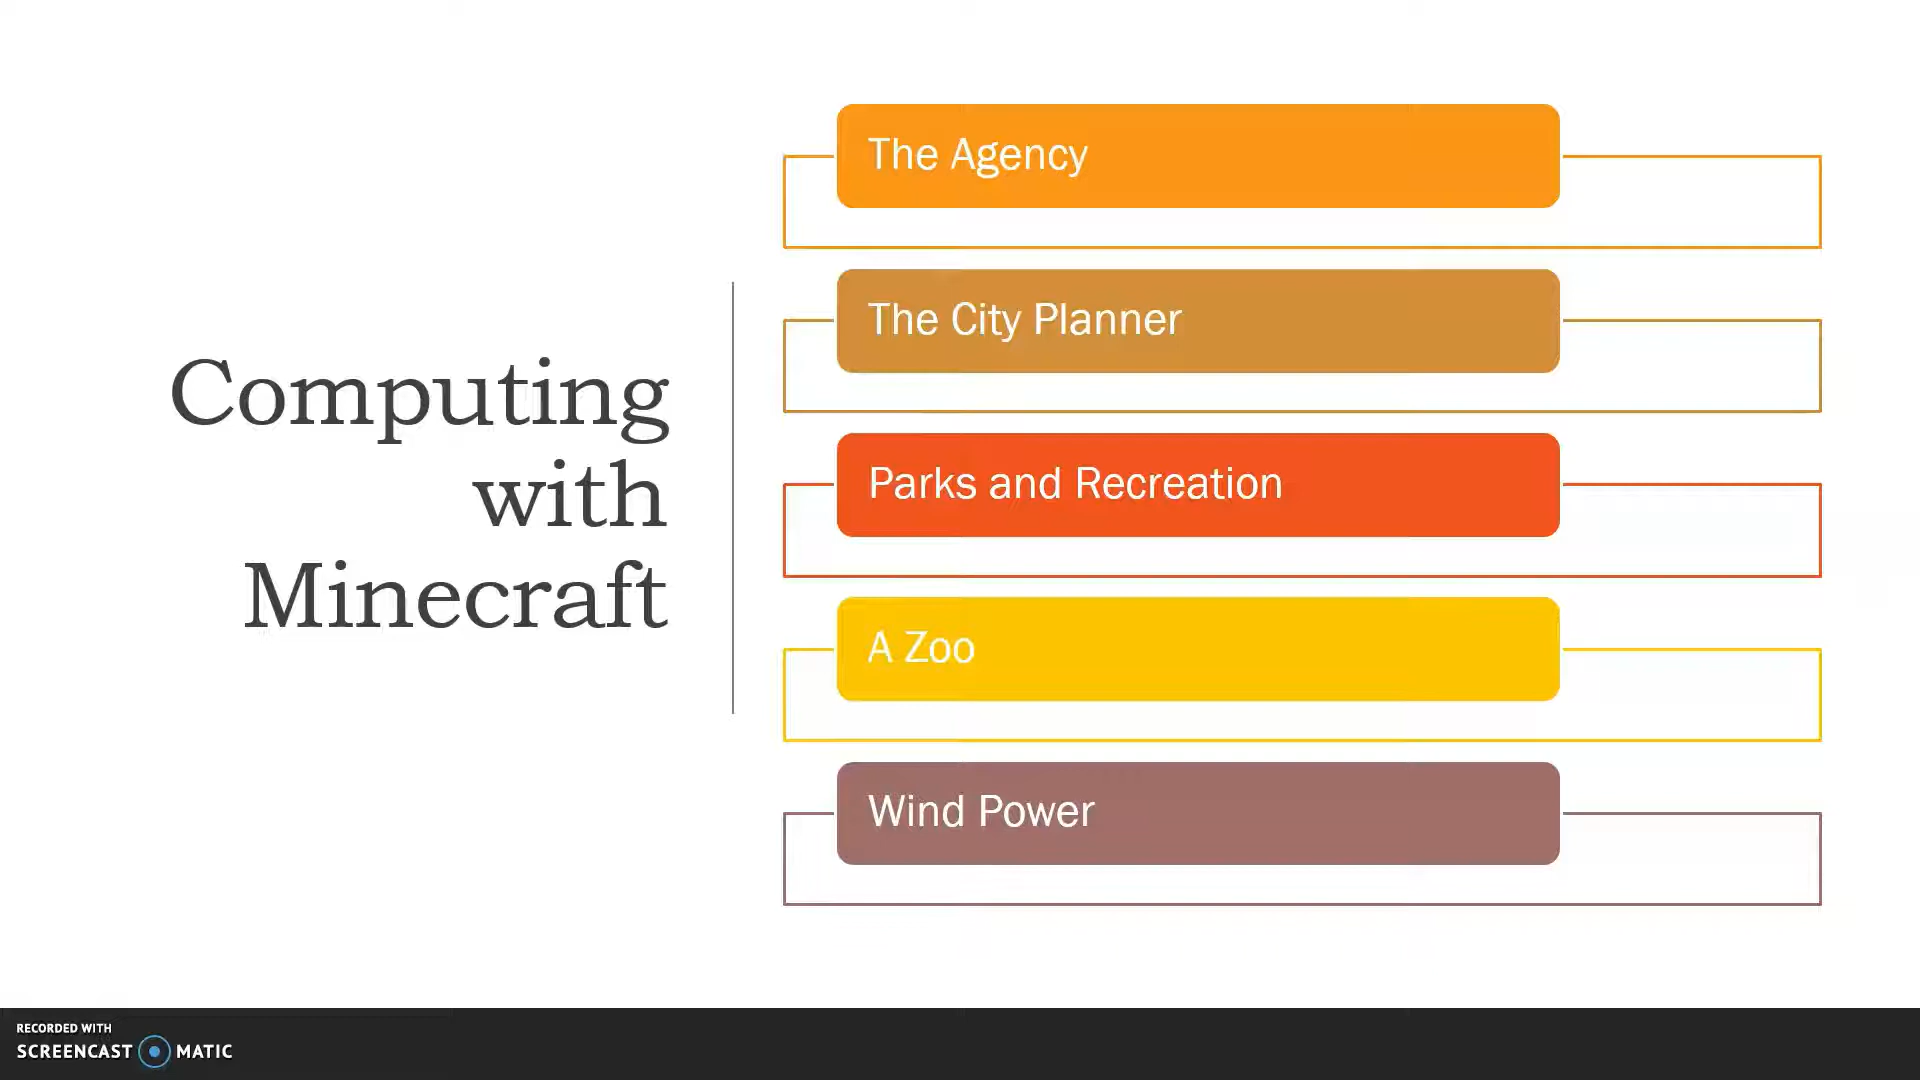 Computing
with
Minecraft
The Agency
The City Planner
Parks and Recreation
A Zoo
Wind Power
RECORDED WITH
SCREENCAST MATIC